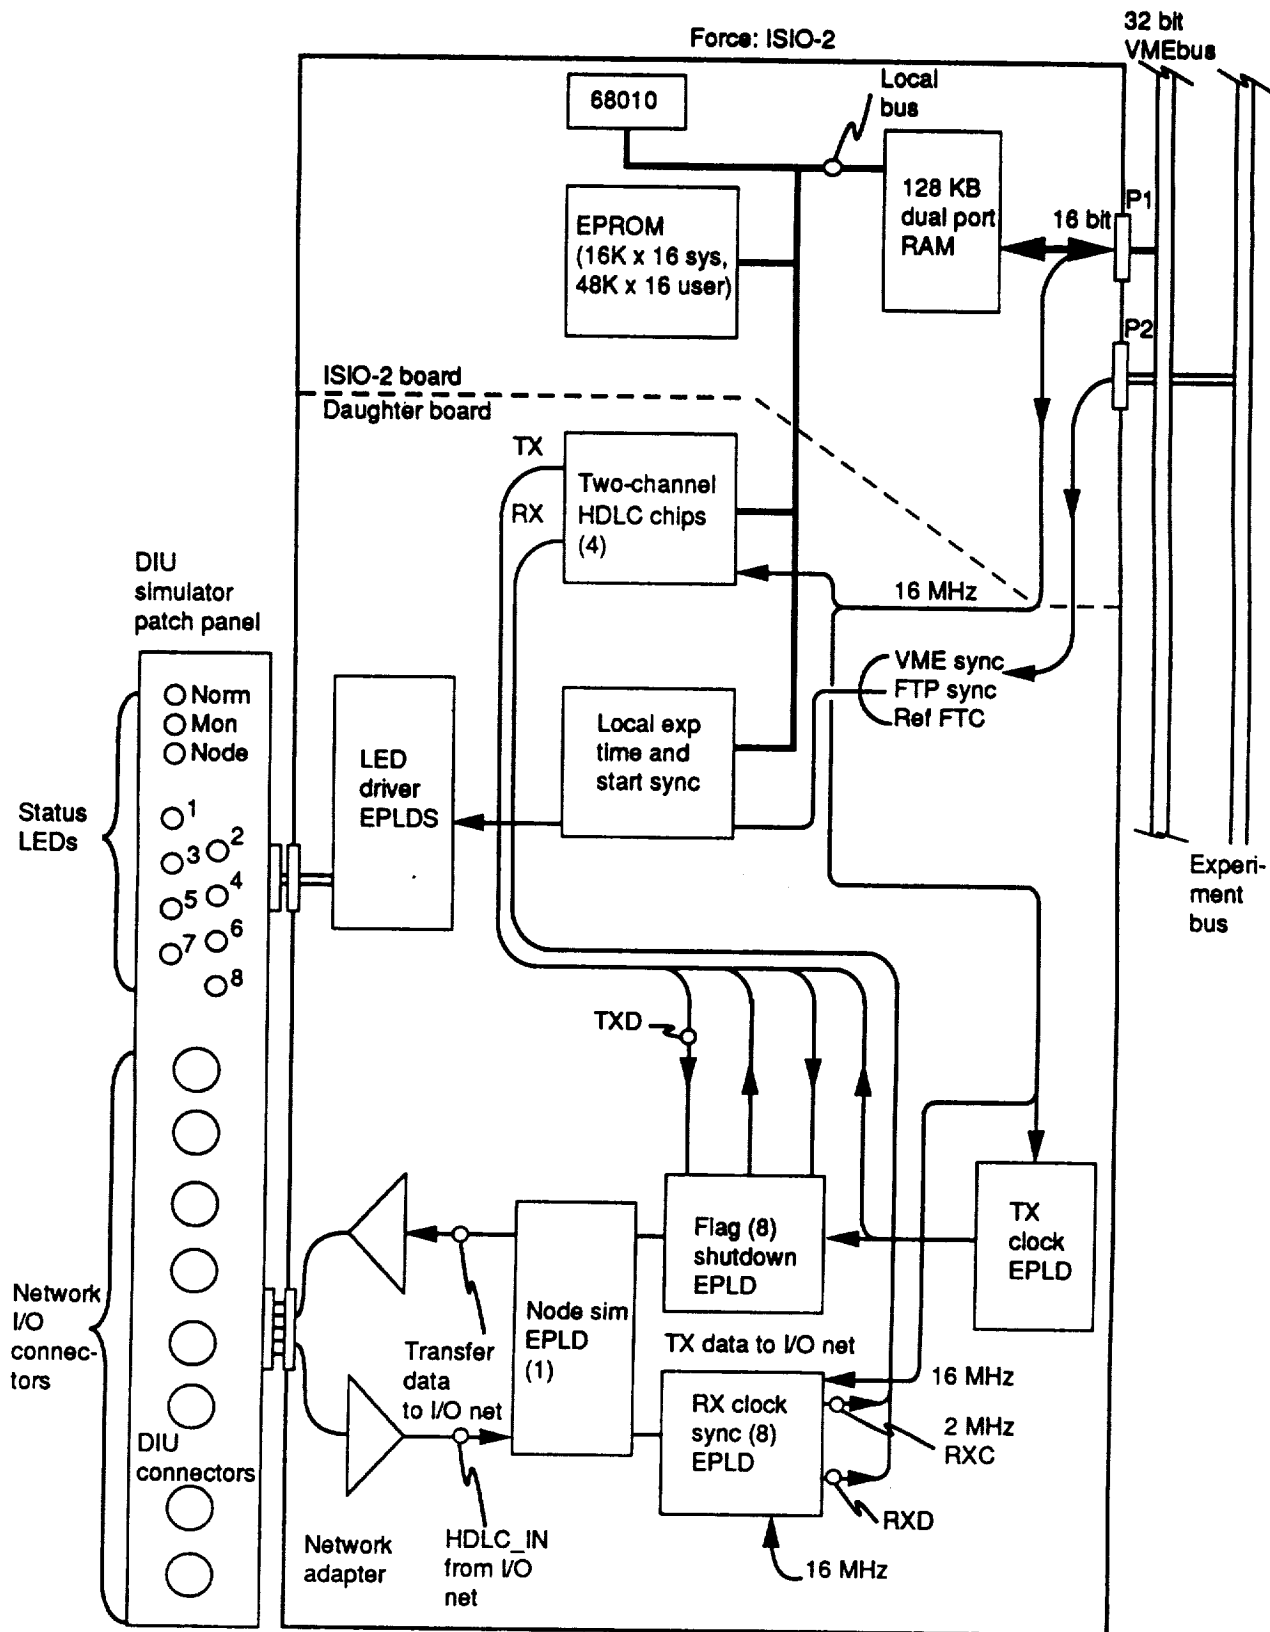 Force: ISIO-2
32 bit
VMEbus
68010
Local
bus
128 KB
dual port
RAM
16 bit
P1
EPROM
(16K x 16 sys,
48K x 16 user)
P2
ISIO-2 board
Daughter board
TX
RX
Two-channel
HDLC chips
(4)
16 MHz
DIU
simulator
patch panel
VME sync
FTP sync
Ref FTC
Norm
Mon
Node
LED
driver
EPLDS
Local exp
time and
start sync
Status
LEDs
1
2
3
4
5
6
7
8
Experi-
ment
bus
TXD
TX
clock
EPLD
Flag (8)
shutdown
EPLD
Network
I/O
connec-
tors
Node sim
EPLD
(1)
Transfer
data
to I/O net
TX data to I/O net
16 MHz
RX clock
sync (8)
EPLD
2 MHz
RXC
DIU
connectors
RXD
Network
adapter
HDLC_IN
from I/O
net
16 MHz